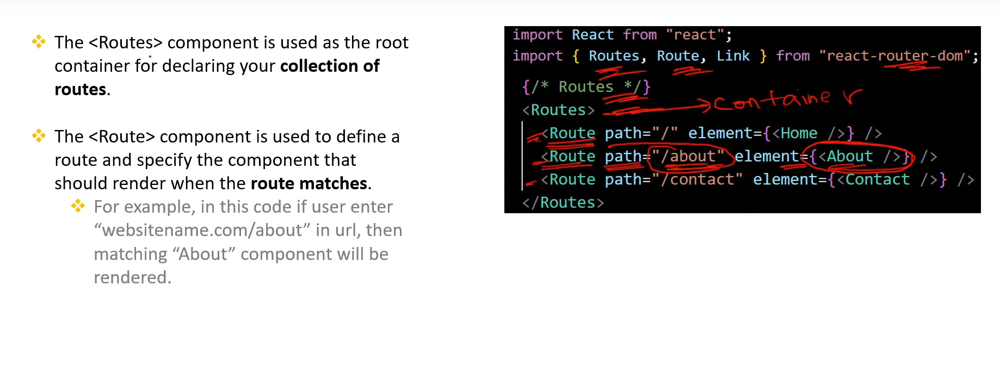 The <Routes> component is used as the root
container for declaring your collection of
routes.
The <Route> component is used to define a
route and specify the component that
should render when the route matches.
For example, in this code if user enter
“websitename.com/about” in url, then
matching “About” component will be
rendered.
import React from "react";
import { Routes, Route, Link } from "react-router-dom";
{/* Routes */}
<Routes>
container
<Route path="/" element={<Home />} />
<Route path="/about" element={<About />} />
<Route path="/contact" element={<Contact />} />
</Routes>